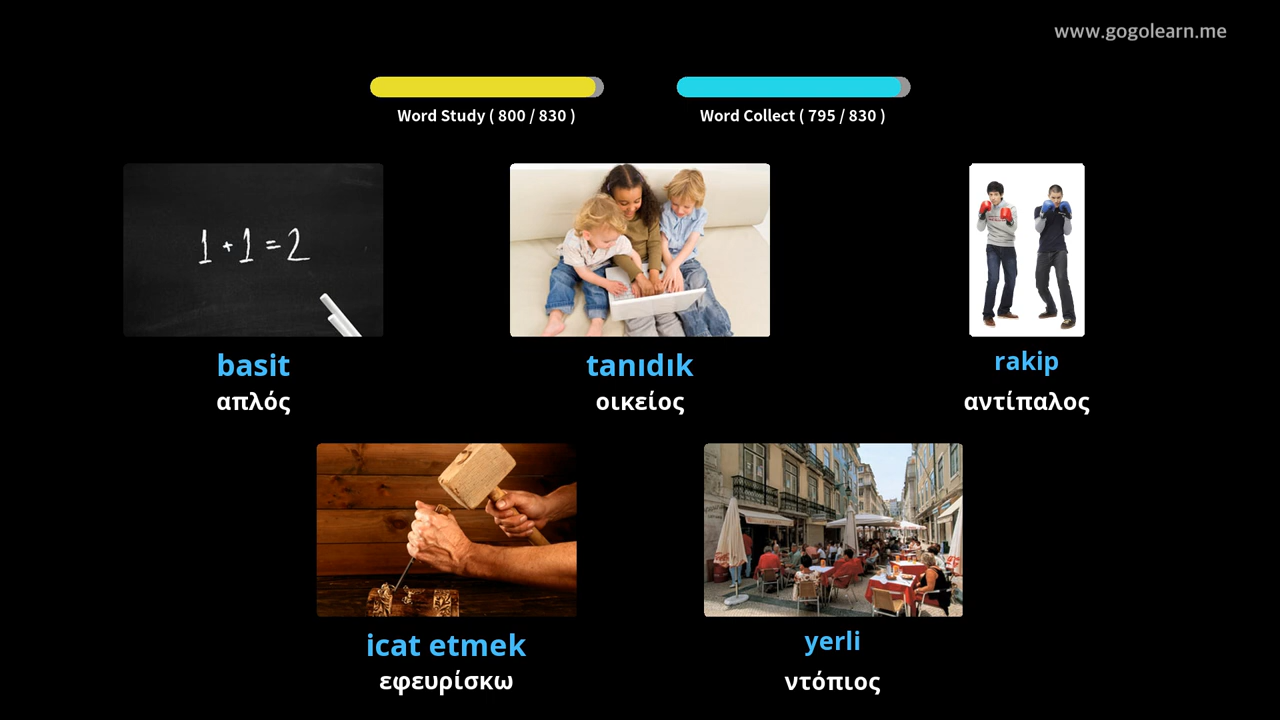 www.gogolearn.me
Word Study ( 800 / 830 )
Word Collect ( 795 / 830 )
1 + 1 = 2
basit
απλός
tanıdık
οικείος
rakip
αντίπαλος
icat etmek
εφευρίσκω
yerli
ντόπιος